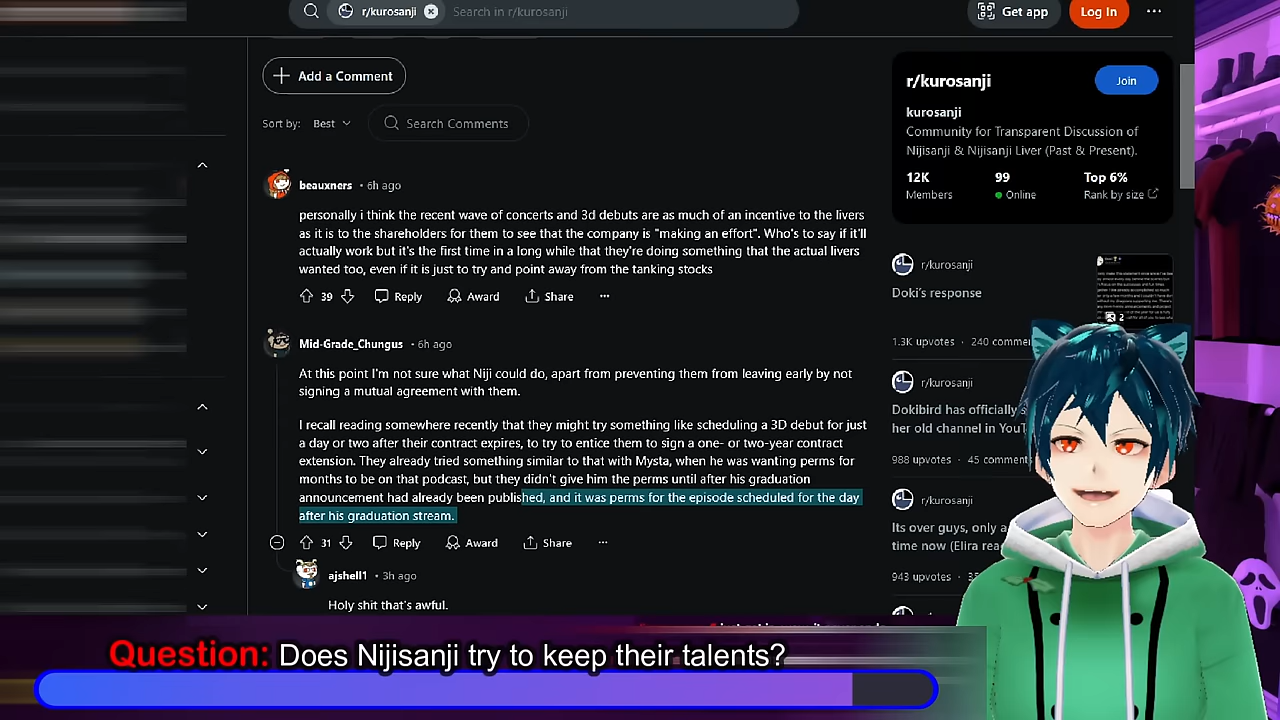 r/kurosanji
Search in r/kurosanji
Get app
Log In
Add a Comment
Sort by: Best
Search Comments
beauxners • 6h ago
personally i think the recent wave of concerts and 3d debuts are as much of an incentive to the livers
as it is to the shareholders for them to see that the company is "making an effort". Who's to say if it'll
actually work but it's the first time in a long while that they're doing something that the actual livers
wanted too, even if it is just to try and point away from the tanking stocks
39 Reply Award Share
Mid-Grade_Chungus • 6h ago
At this point I'm not sure what Niji could do, apart from preventing them from leaving early by not
signing a mutual agreement with them.
I recall reading somewhere recently that they might try something like scheduling a 3D debut for just
a day or two after their contract expires, to try to entice them to sign a one- or two-year contract
extension. They already tried something similar to that with Mysta, when he was wanting perms for
months to be on that podcast, but they didn't give him the perms until after his graduation
announcement had already been published, and it was perms for the episode scheduled for the day
after his graduation stream.
31 Reply Award Share
ajshell1 • 3h ago
Holy shit that's awful.
r/kurosanji
Join
kurosanji
Community for Transparent Discussion of
Nijisanji & Nijisanji Liver (Past & Present).
12K 99 Top 6%
Members Online Rank by size
r/kurosanji
Doki's response
2
1.3K upvotes · 240 commen
r/kurosanji
Dokibird has officially
her old channel in YouT
988 upvotes · 45 comment
r/kurosanji
Its over guys, only a
time now (Elira rea
943 upvotes ·
Question: Does Nijisanji try to keep their talents?